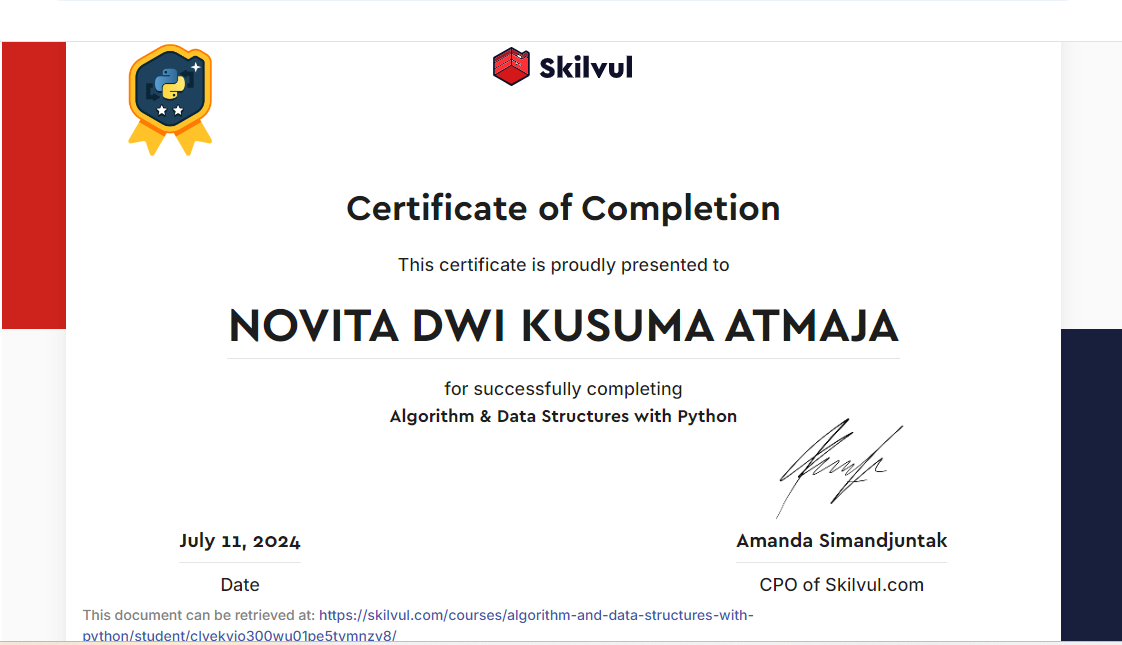 Skilvul
Certificate of Completion
This certificate is proudly presented to
NOVITA DWI KUSUMA ATMAJA
for successfully completing
Algorithm & Data Structures with Python
July 11, 2024
Amanda Simandjuntak
Date
CPO of Skilvul.com
This document can be retrieved at: https://skilvul.com/courses/algorithm-and-data-structures-with-
python/student/clyekyio300wu01pe5tymnzy8/